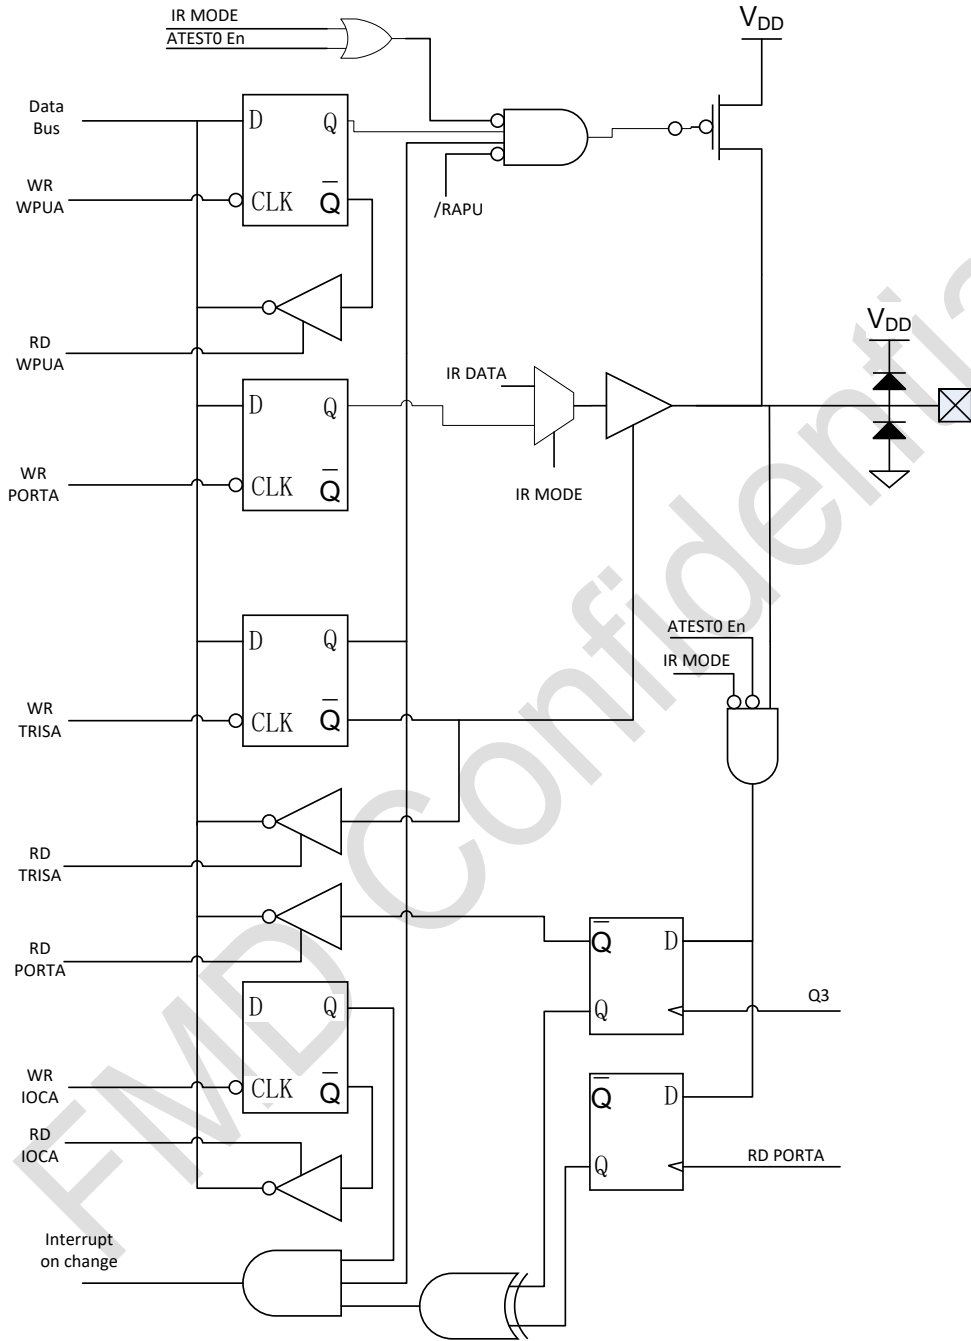 IR MODE
ATEST0 En
VDD
Data
Bus
D
Q
WR
WPUA
CLK
Q̅
/RAPU
RD
WPUA
VDD
IR DATA
D
Q
WR
PORTA
CLK
Q̅
IR MODE
ATEST0 En
D
Q
IR MODE
WR
TRISA
CLK
Q̅
RD
TRISA
RD
PORTA
Q̅
D
Q3
D
Q
Q
WR
IOCA
CLK
Q̅
Q̅
D
RD
IOCA
Q
RD PORTA
Interrupt
on change
FMD Confidentia